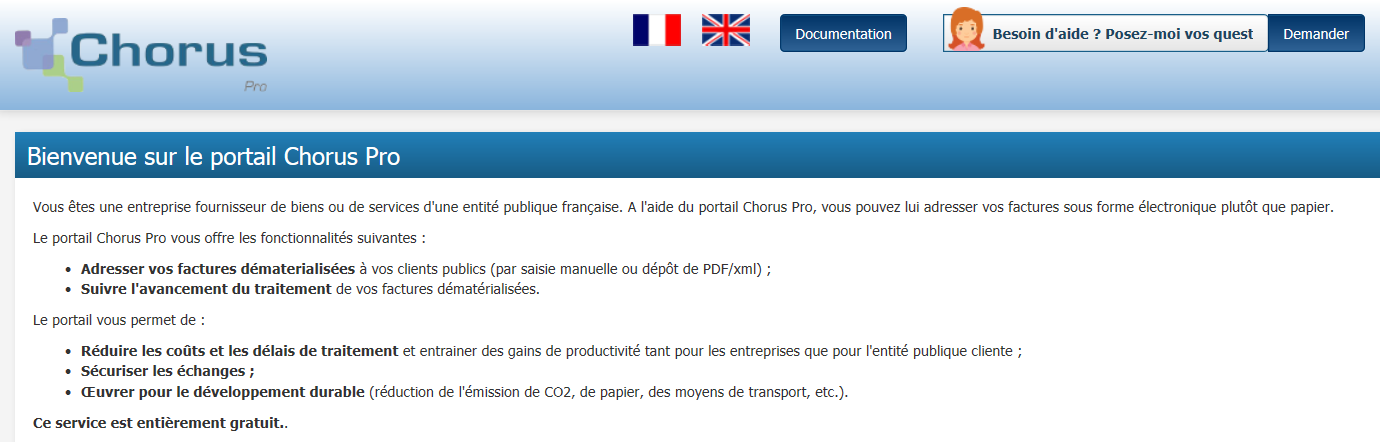 Chorus
Pro
Documentation
Besoin d'aide ? Posez-moi vos quest
Demander
Bienvenue sur le portail Chorus Pro
Vous êtes une entreprise fournisseur de biens ou de services d'une entité publique française. A l'aide du portail Chorus Pro, vous pouvez lui adresser vos factures sous forme électronique plutôt que papier.
Le portail Chorus Pro vous offre les fonctionnalités suivantes :
• Adresser vos factures dématerialisées à vos clients publics (par saisie manuelle ou dépôt de PDF/xml) ;
• Suivre l'avancement du traitement de vos factures dématérialisées.
Le portail vous permet de :
• Réduire les coûts et les délais de traitement et entrainer des gains de productivité tant pour les entreprises que pour l'entité publique cliente ;
• Sécuriser les échanges ;
• Œuvrer pour le développement durable (réduction de l'émission de CO2, de papier, des moyens de transport, etc.).
Ce service est entièrement gratuit..